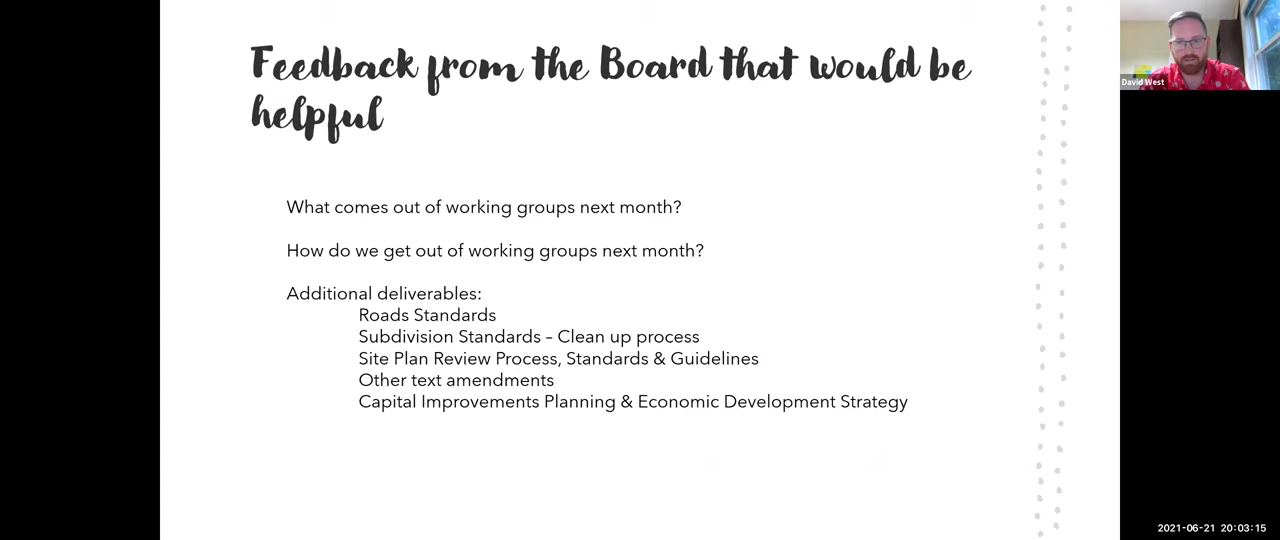 Feedback from the Board that would be
helpful
David West
What comes out of working groups next month?
How do we get out of working groups next month?
Additional deliverables:
Roads Standards
Subdivision Standards – Clean up process
Site Plan Review Process, Standards & Guidelines
Other text amendments
Capital Improvements Planning & Economic Development Strategy
2021-06-21 20:03:15